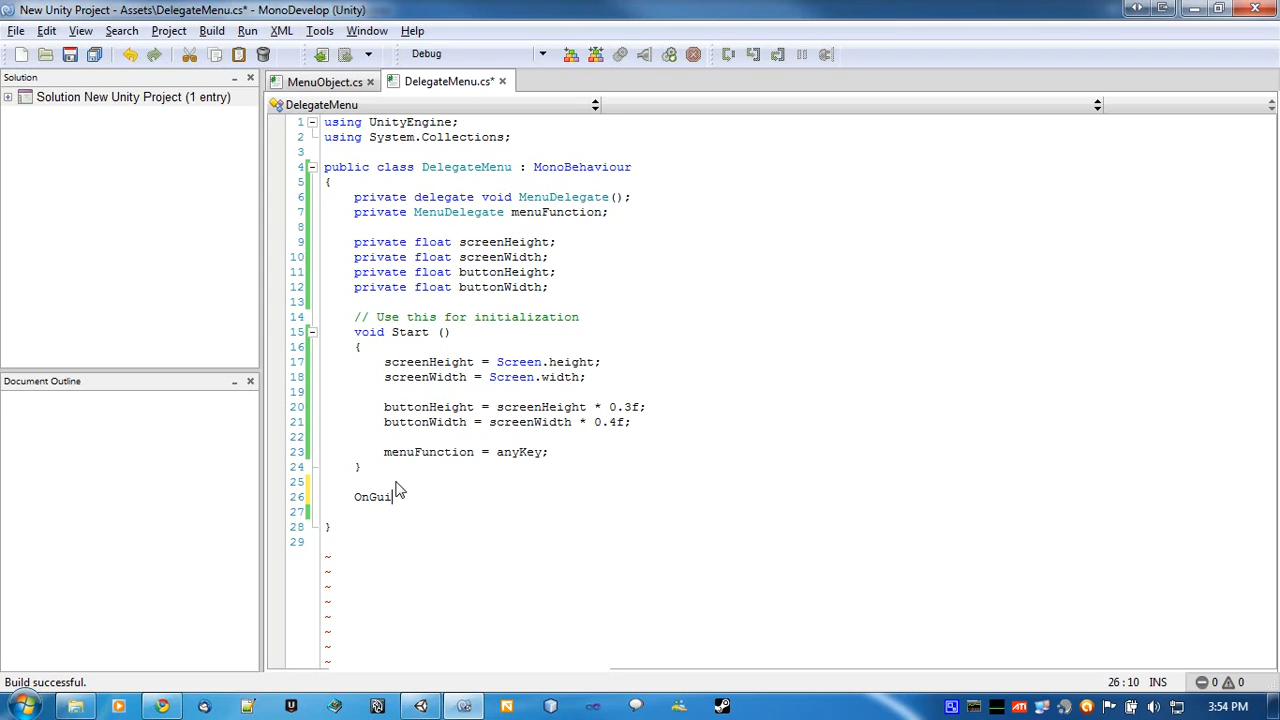 New Unity Project - Assets\DelegateMenu.cs* - MonoDevelop (Unity)
File Edit View Search Project Build Run XML Tools Window Help
Debug
Solution
MenuObject.cs DelegateMenu.cs*
Solution New Unity Project (1 entry)
DelegateMenu
1 using UnityEngine;
2 using System.Collections;
3
4 public class DelegateMenu : MonoBehaviour
5 {
6 private delegate void MenuDelegate();
7 private MenuDelegate menuFunction;
8
9 private float screenHeight;
10 private float screenWidth;
11 private float buttonHeight;
12 private float buttonWidth;
13
14 // Use this for initialization
15 void Start ()
16 {
17 screenHeight = Screen.height;
18 screenWidth = Screen.width;
19
20 buttonHeight = screenHeight * 0.3f;
21 buttonWidth = screenWidth * 0.4f;
22
23 menuFunction = anyKey;
24 }
25
26 OnGui
27
28 }
29
~
~
~
~
~
~
~
~
Document Outline
Build successful.
26 : 10 INS 0 0
3:54 PM